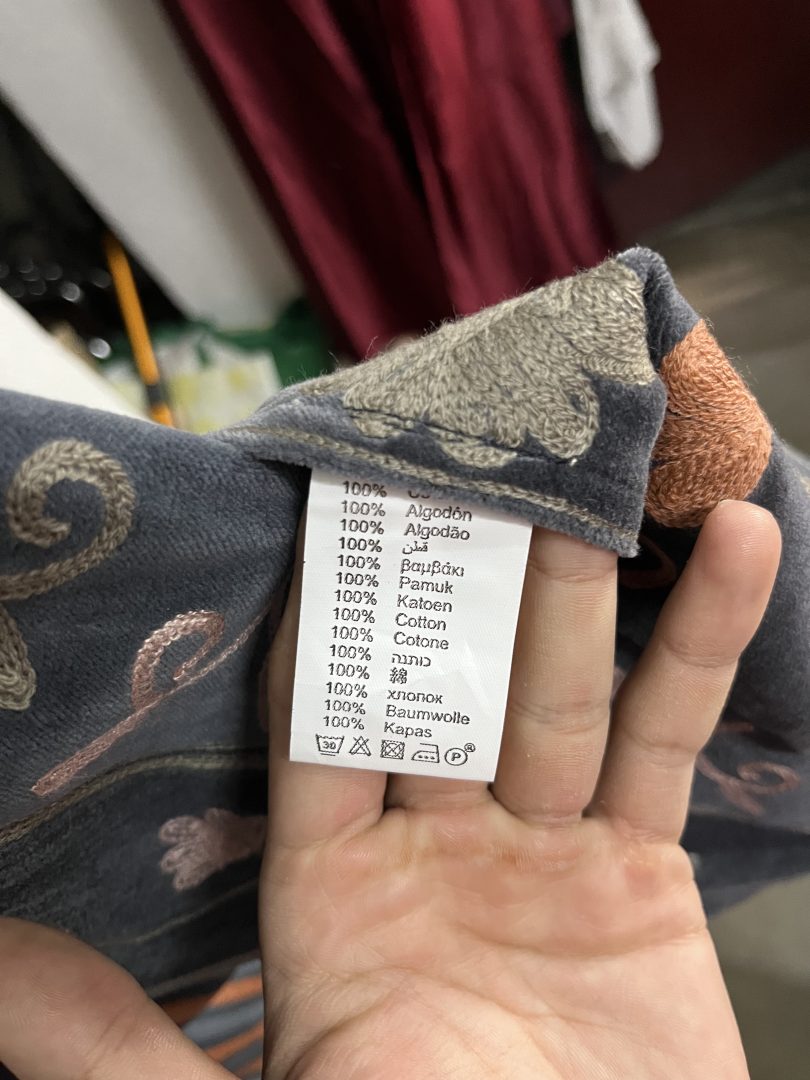 100%
100% Algodón
100% Algodão
100% قطن
100% βαμβάκι
100% Pamuk
100% Katoen
100% Cotton
100% Cotone
100% כותנה
100% 綿
100% хлопок
100% Baumwolle
100% Kapas
30 P